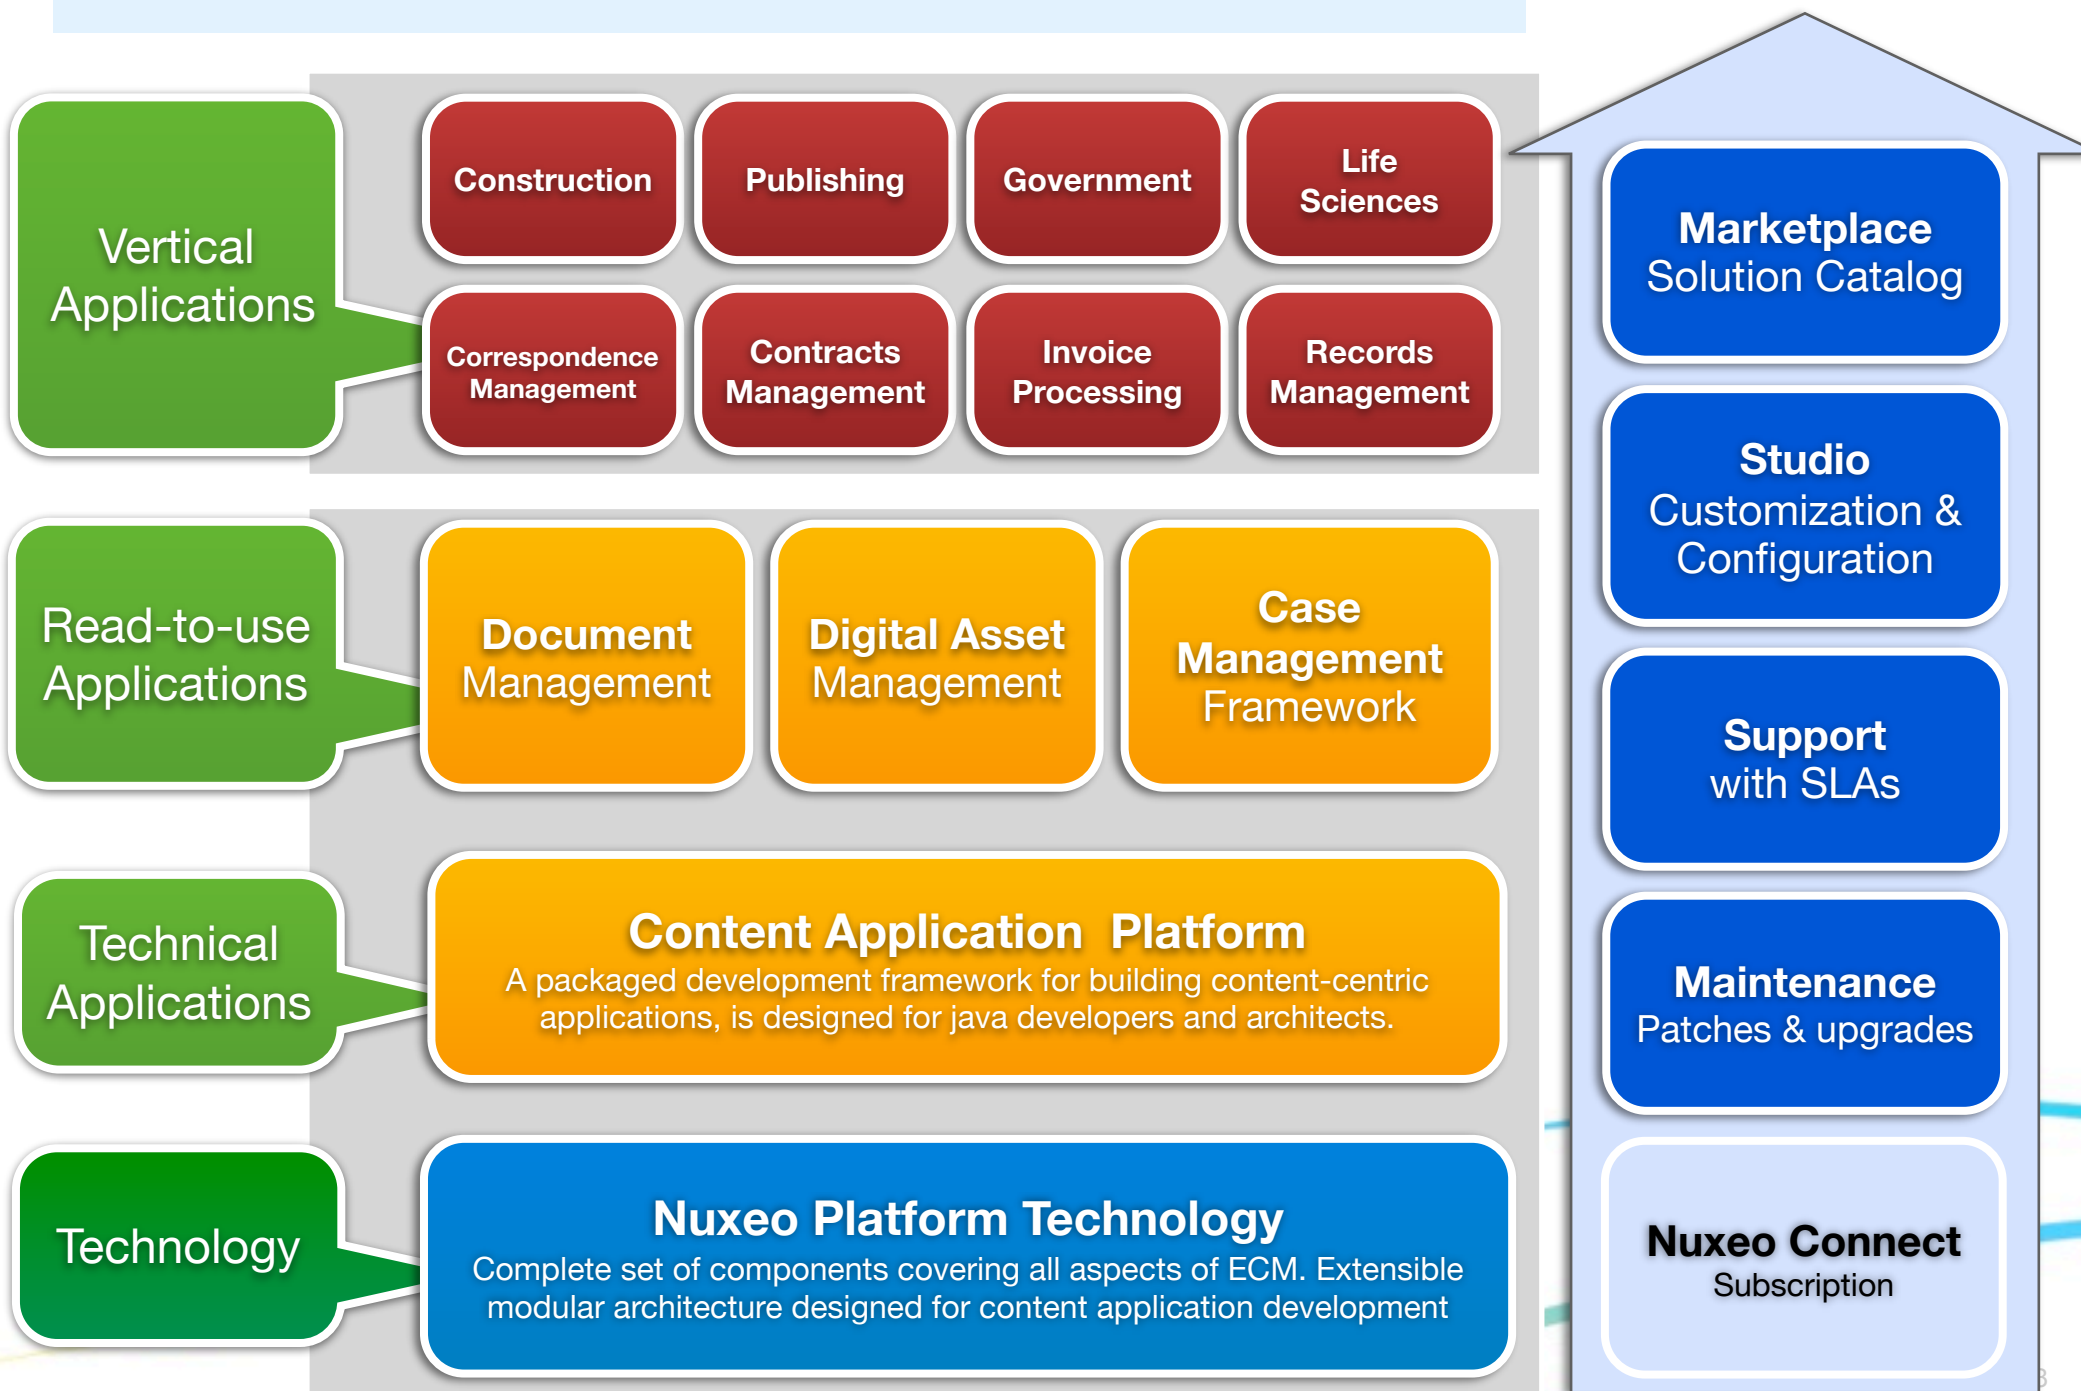 Vertical
Applications
Construction
Publishing
Government
Life
Sciences
Correspondence
Management
Contracts
Management
Invoice
Processing
Records
Management
Read-to-use
Applications
Document
Management
Digital Asset
Management
Case
Management
Framework
Technical
Applications
Content Application Platform
A packaged development framework for building content-centric
applications, is designed for java developers and architects.
Technology
Nuxeo Platform Technology
Complete set of components covering all aspects of ECM. Extensible
modular architecture designed for content application development
Marketplace
Solution Catalog
Studio
Customization &
Configuration
Support
with SLAs
Maintenance
Patches & upgrades
Nuxeo Connect
Subscription